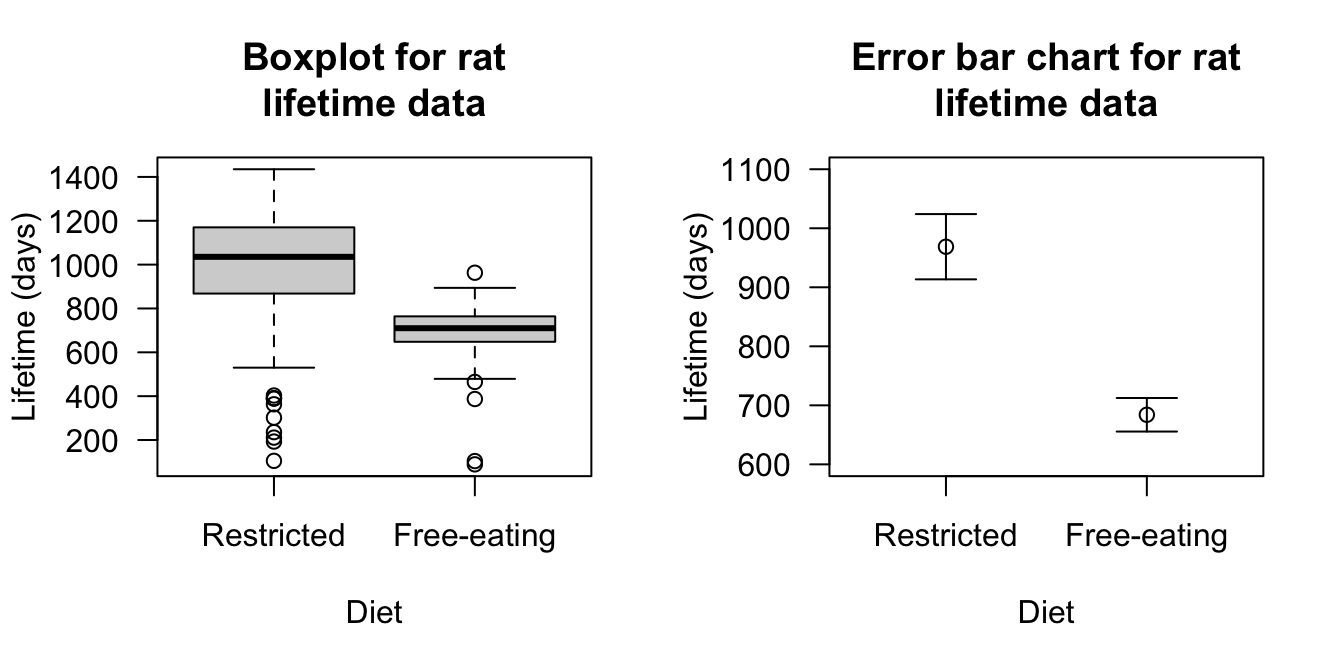 Boxplot for rat
lifetime data
Lifetime (days)
1400
1200
1000
800
600
400
200
Restricted
Free-eating
Diet
Error bar chart for rat
lifetime data
Lifetime (days)
1100
1000
900
800
700
600
Restricted
Free-eating
Diet